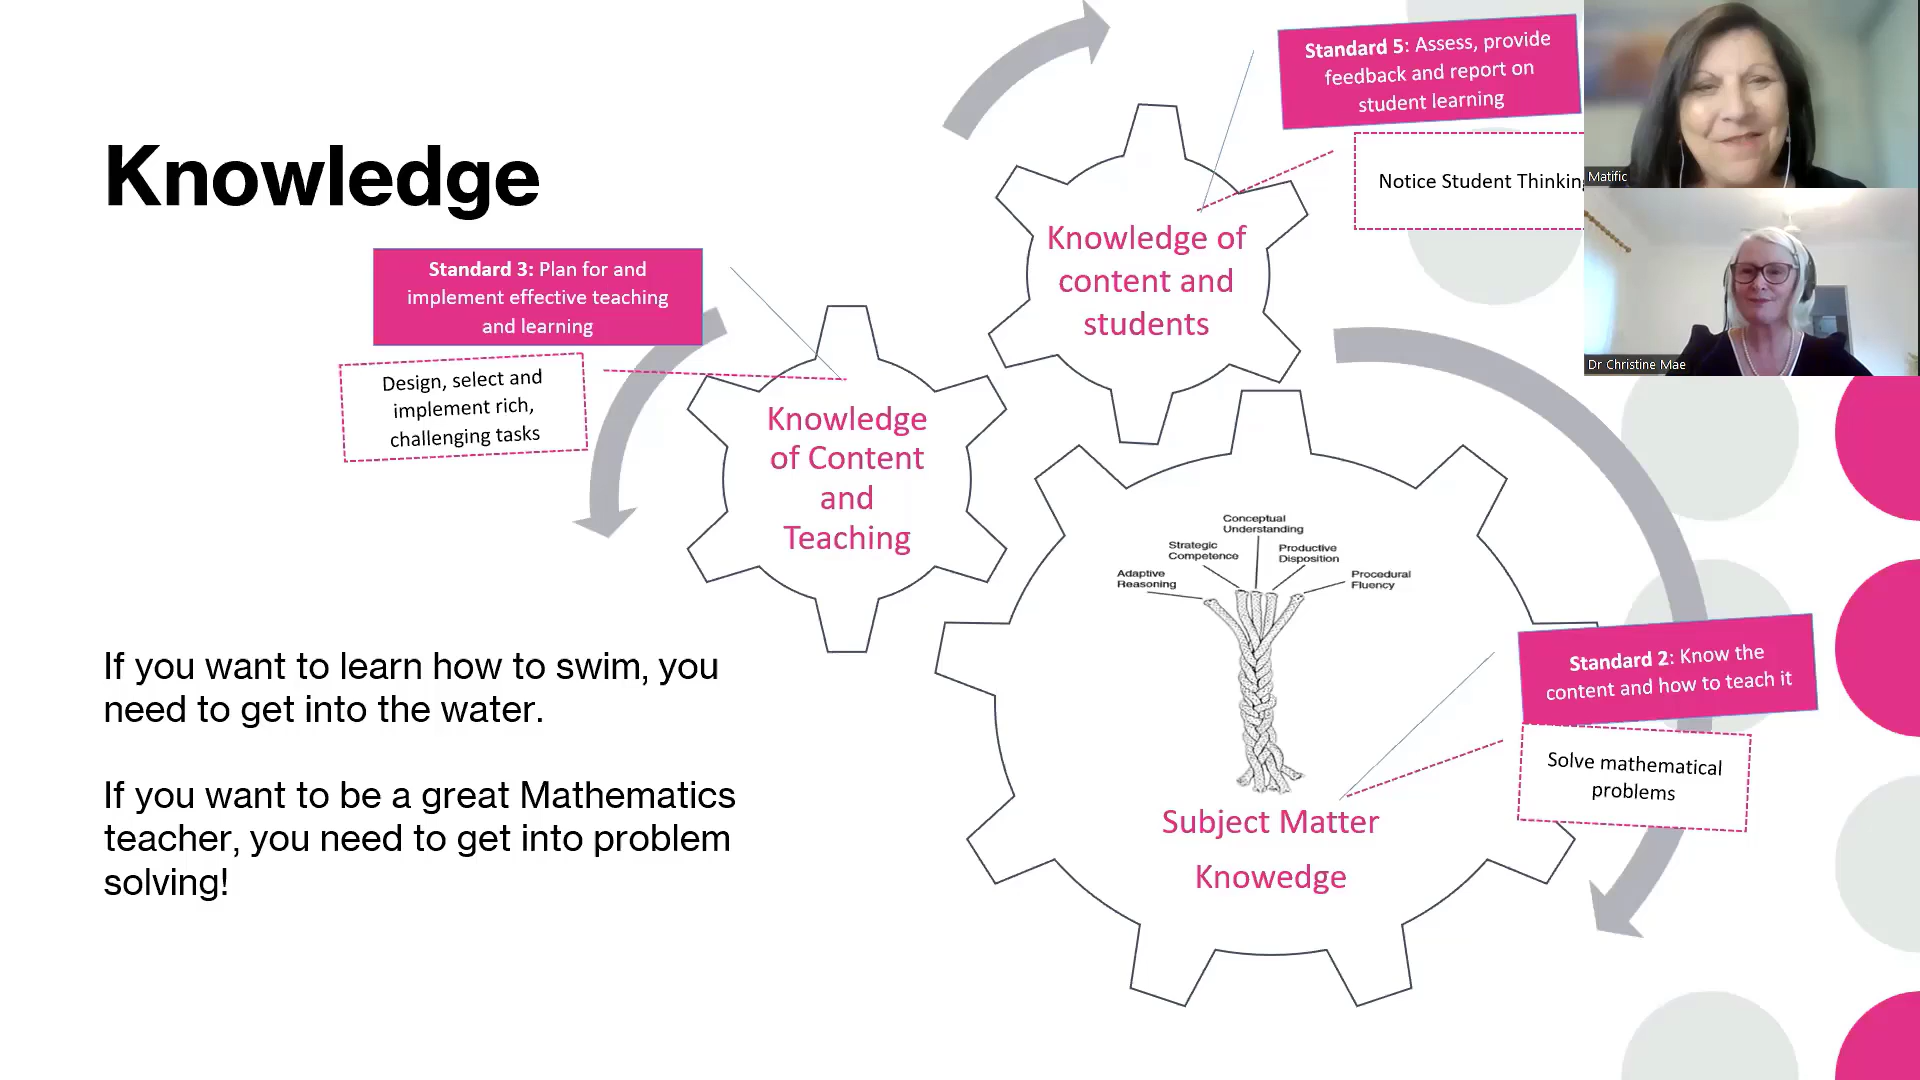 Knowledge
Standard 3: Plan for and
implement effective teaching
and learning
Design, select and
implement rich,
challenging tasks
If you want to learn how to swim, you
need to get into the water.
If you want to be a great Mathematics
teacher, you need to get into problem
solving!
Knowledge
of Content
and
Teaching
Knowledge of
content and
students
Standard 5: Assess, provide
feedback and report on
student learning
Notice Student Thinkin
Conceptual
Understanding
Strategic
Competence
Productive
Disposition
Adaptive
Reasoning
Procedural
Fluency
Subject Matter
Knowedge
Standard 2: Know the
content and how to teach it
Solve mathematical
problems
Matific
Dr Christine Mae